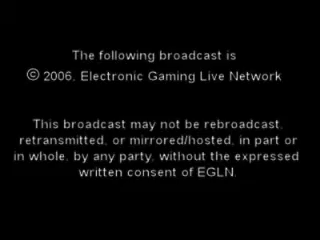 The following broadcast is
© 2006, Electronic Gaming Live Network
This broadcast may not be rebroadcast,
retransmitted, or mirrored/hosted, in part or
in whole, by any party, without the expressed
written consent of EGLN.